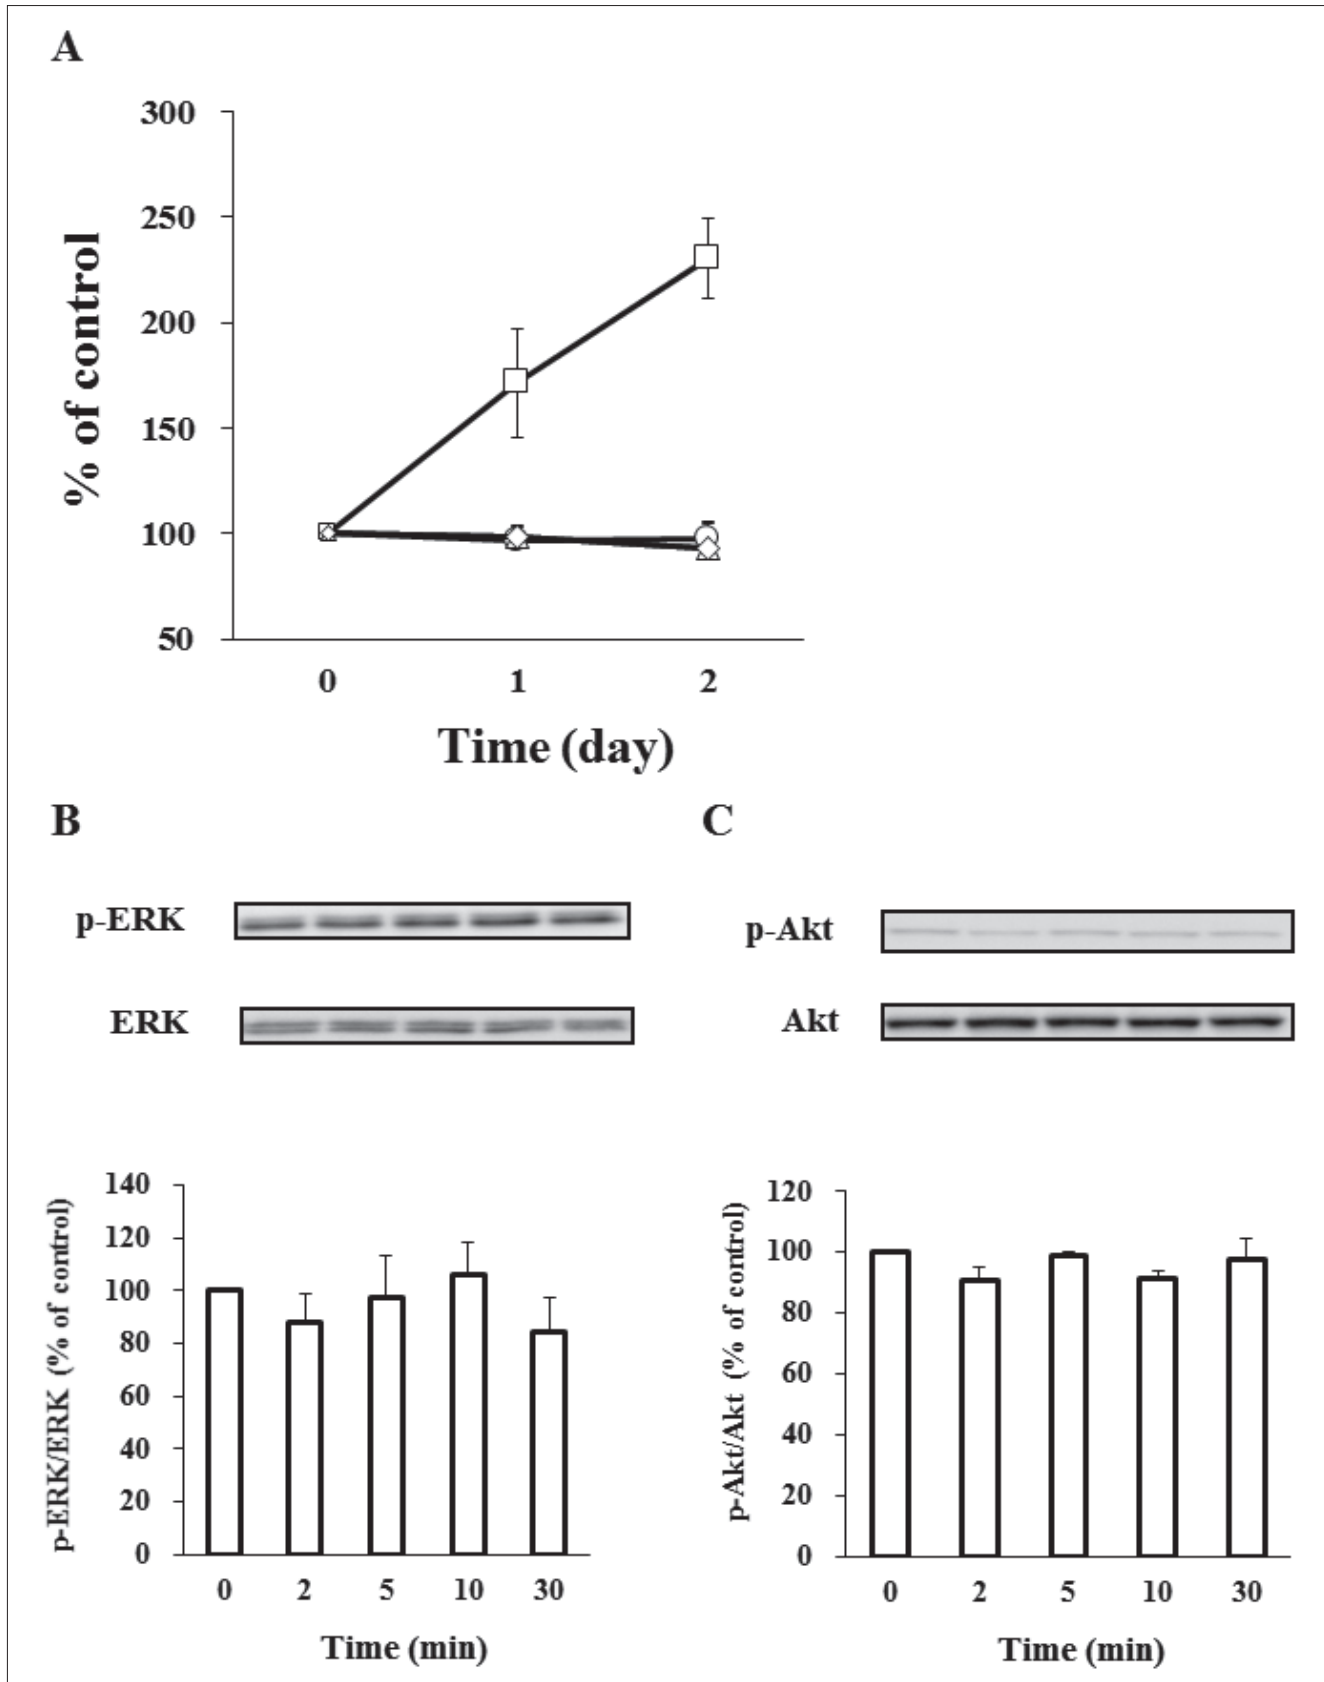 A
300
250
200
150
100
50
% of control
0 1 2
Time (day)
B
p-ERK
ERK
140
120
100
80
60
40
20
0
p-ERK/ERK (% of control)
0 2 5 10 30
Time (min)
C
p-Akt
Akt
120
100
80
60
40
20
0
p-Akt/Akt (% of control)
0 2 5 10 30
Time (min)